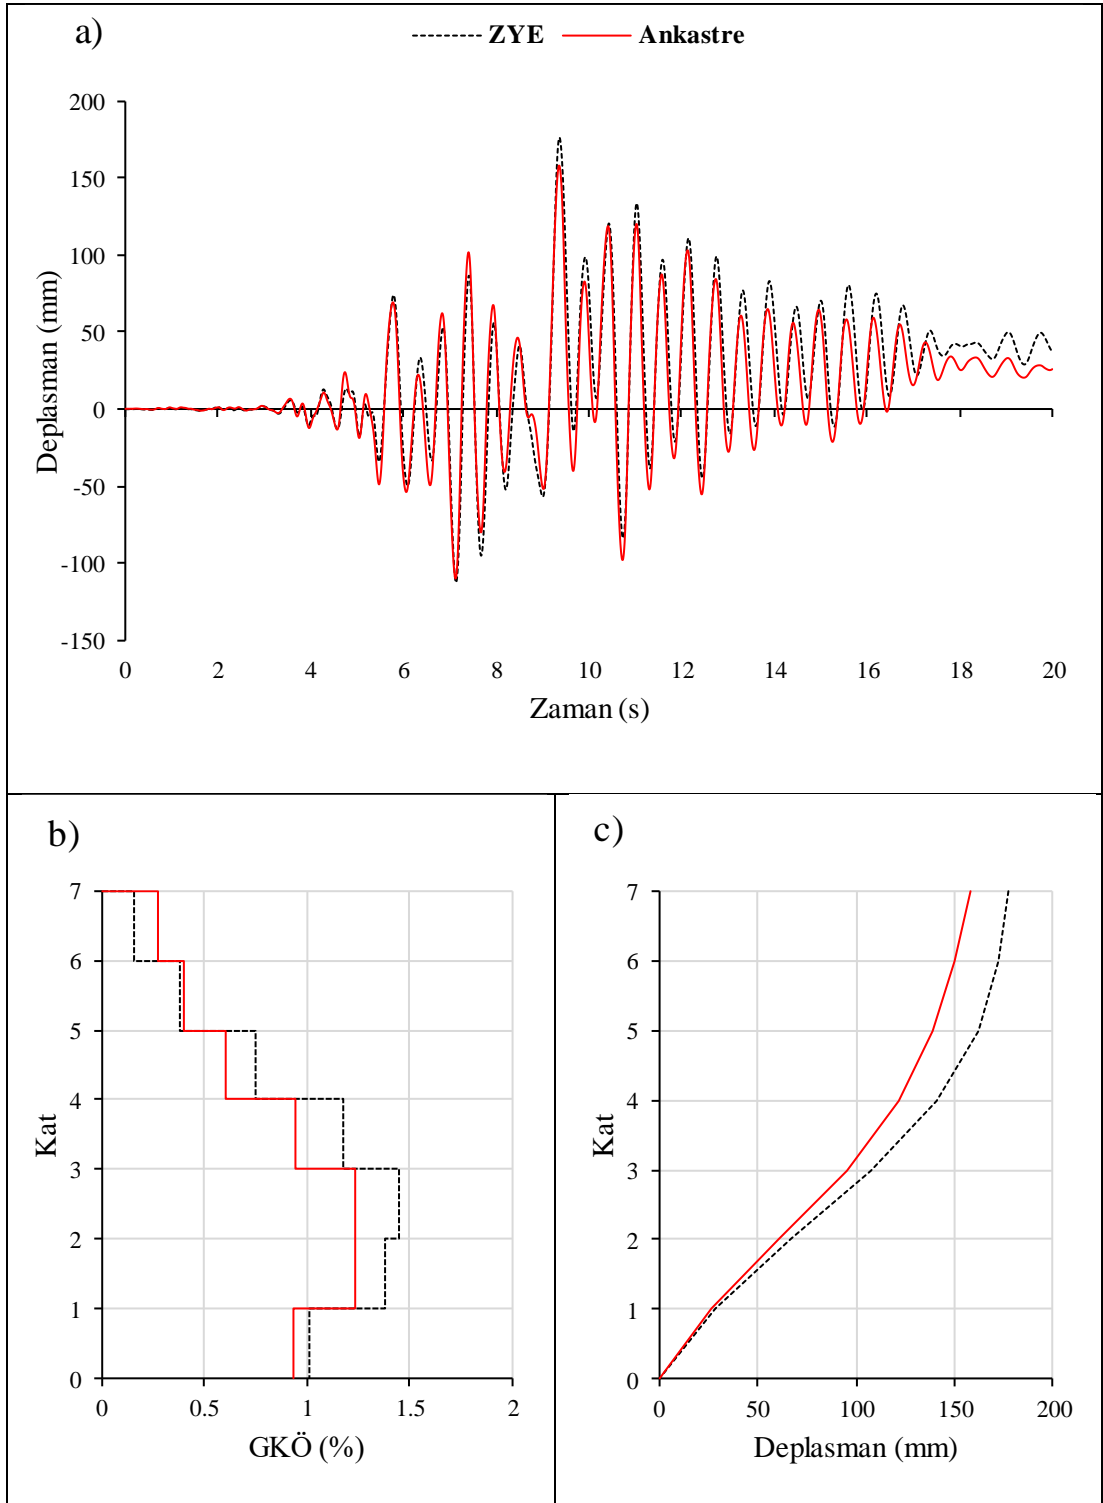 a)
ZYE Ankastre
200
150
100
50
0
-50
-100
-150
Deplasman (mm)
0 2 4 6 8 10 12 14 16 18 20
Zaman (s)
b)
7
6
5
4
3
2
1
0
Kat
0 0.5 1 1.5 2
GKÖ (%)
c)
7
6
5
4
3
2
1
0
Kat
0 50 100 150 200
Deplasman (mm)